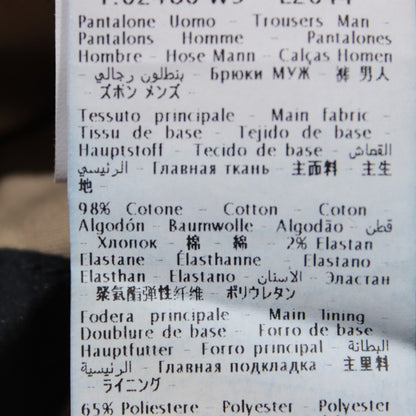 Pantalone Uomo - Trousers Man -
Pantalons Homme - Pantalones
Hombre - Hose Mann - Calças Homen
- بنطلون رجالي - Брюки МУЖ - 裤 男人
- ズボン メンズ -
Tessuto principale - Main fabric -
Tissu de base - Tejido de base -
Hauptstoff - Tecido de base - القماش
الرئيسي - Главная ткань - 主面料 - 主生
地 -
98% Cotone - Cotton - Coton
Algodón - Baumwolle - Algodão - قطن
- Хлопок - 棉 - 綿 - 2% Elastan
Elastane - Élasthanne - Elastano
Elasthan - Elastano - الأستان - Эластан
- 聚氨酯弹性纤维 - ポリウレタン
Fodera principale - Main lining -
Doublure de base - Forro de base -
Hauptfutter - Forro principal - البطانة
الرئيسية - Главная подкладка - 主里料
- ライニング -
65% Poliestere - Polyester - Polyester